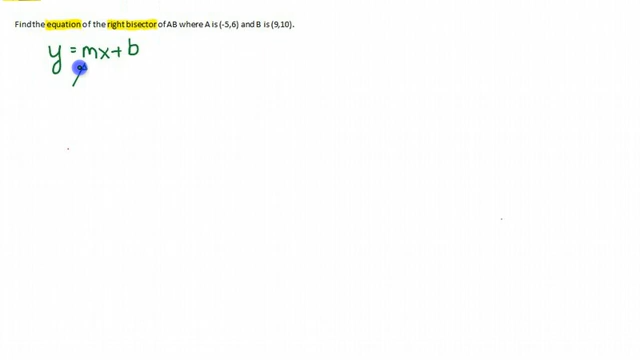 Find the equation of the right bisector of AB where A is (-5,6) and B is (9,10).
y = mx + b